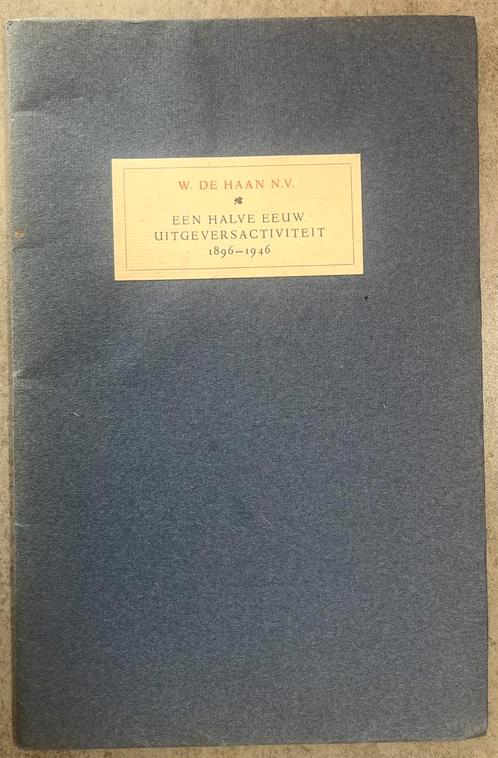 W. DE HAAN N.V.
EEN HALVE EEUW
UITGEVERSACTIVITEIT
1896—1946